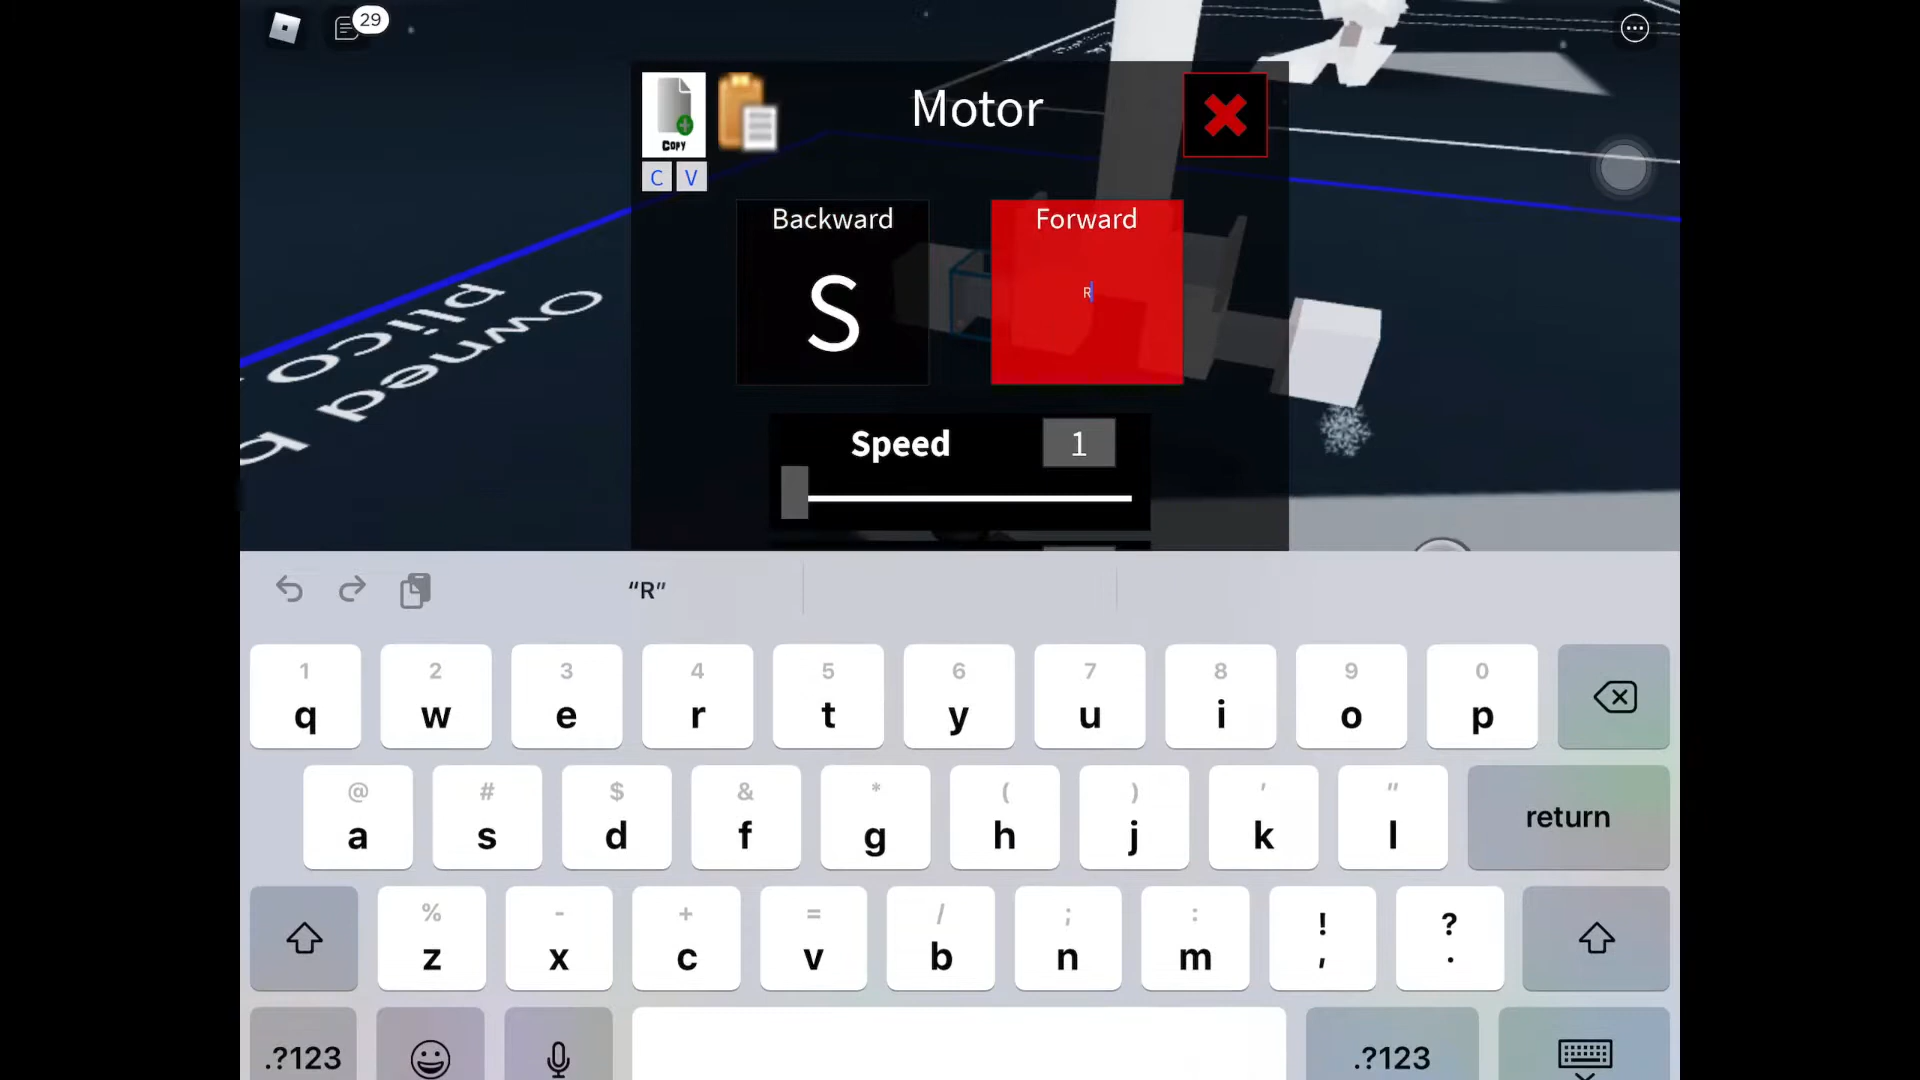 29
Motor
Copy
C V
Backward Forward
S R
Speed 1
Owned b
plico
"R"
1 2 3 4 5 6 7 8 9 0
q w e r t y u i o p
@ # $ & * ( ) ' "
a s d f g h j k l return
% - + = / ; : ! ?
z x c v b n m , .
.?123 .?123